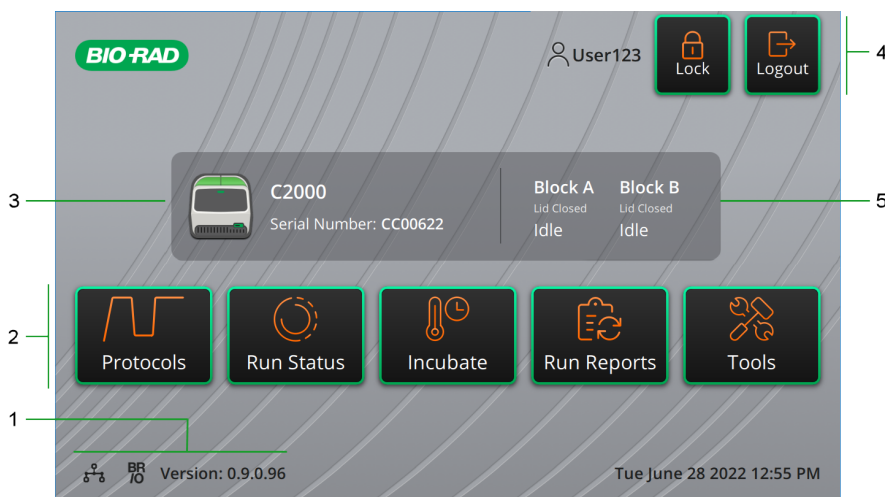 BIO-RAD
User123
Lock
Logout
4
3
C2000
Serial Number: CC00622
Block A
Lid Closed
Idle
Block B
Lid Closed
Idle
5
2
Protocols
Run Status
Incubate
Run Reports
Tools
1
BR
IO
Version: 0.9.0.96
Tue June 28 2022 12:55 PM